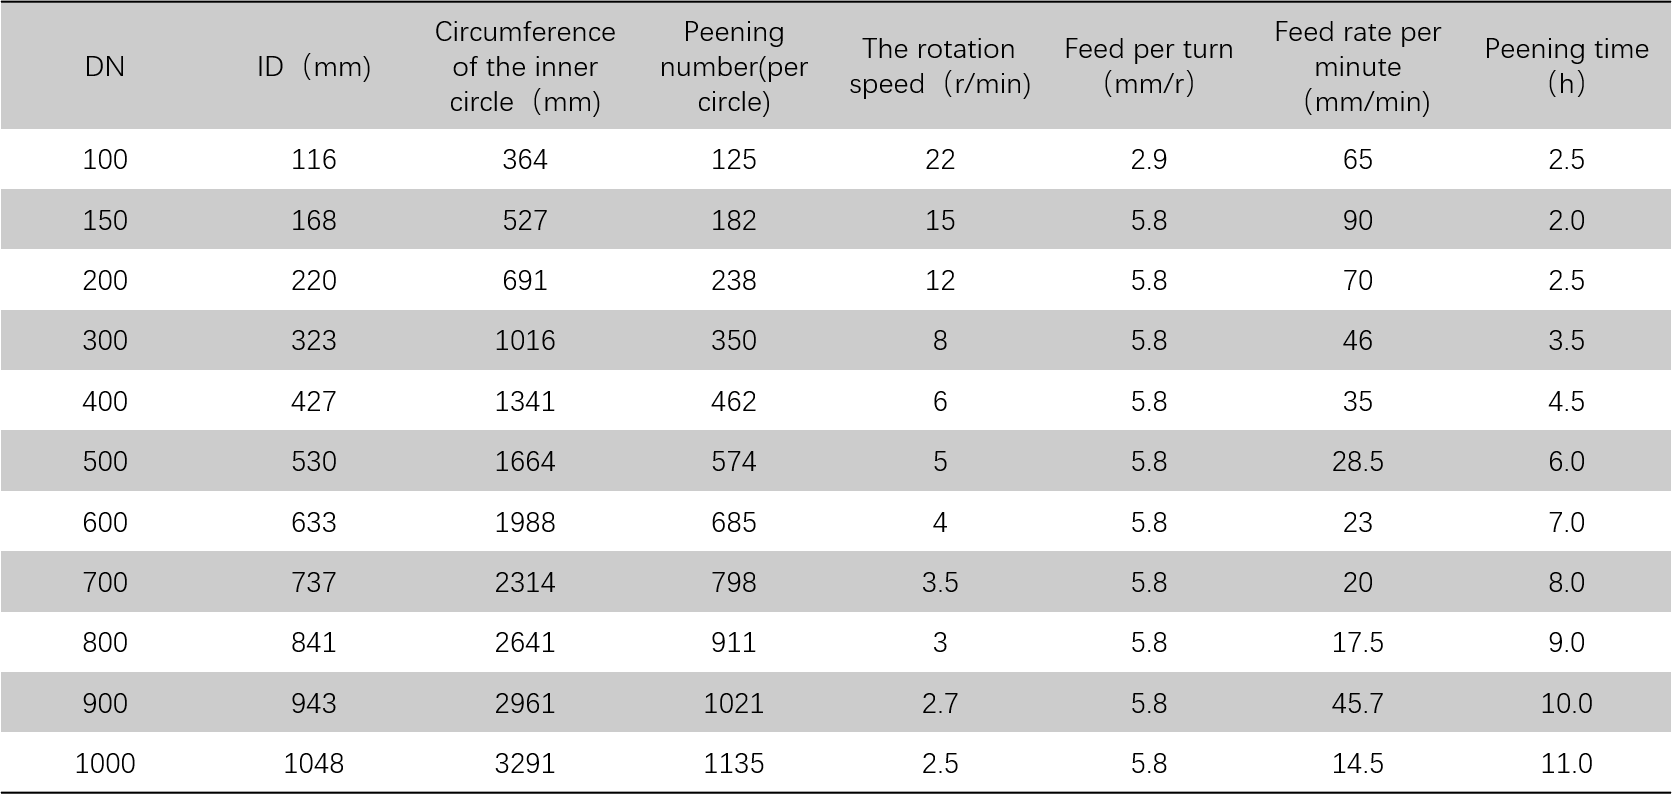 DN ID（mm) Circumference of the inner circle（mm) Peening number(per circle) The rotation speed（r/min) Feed per turn（mm/r） Feed rate per minute（mm/min) Peening time（h）
100 116 364 125 22 2.9 65 2.5
150 168 527 182 15 5.8 90 2.0
200 220 691 238 12 5.8 70 2.5
300 323 1016 350 8 5.8 46 3.5
400 427 1341 462 6 5.8 35 4.5
500 530 1664 574 5 5.8 28.5 6.0
600 633 1988 685 4 5.8 23 7.0
700 737 2314 798 3.5 5.8 20 8.0
800 841 2641 911 3 5.8 17.5 9.0
900 943 2961 1021 2.7 5.8 45.7 10.0
1000 1048 3291 1135 2.5 5.8 14.5 11.0